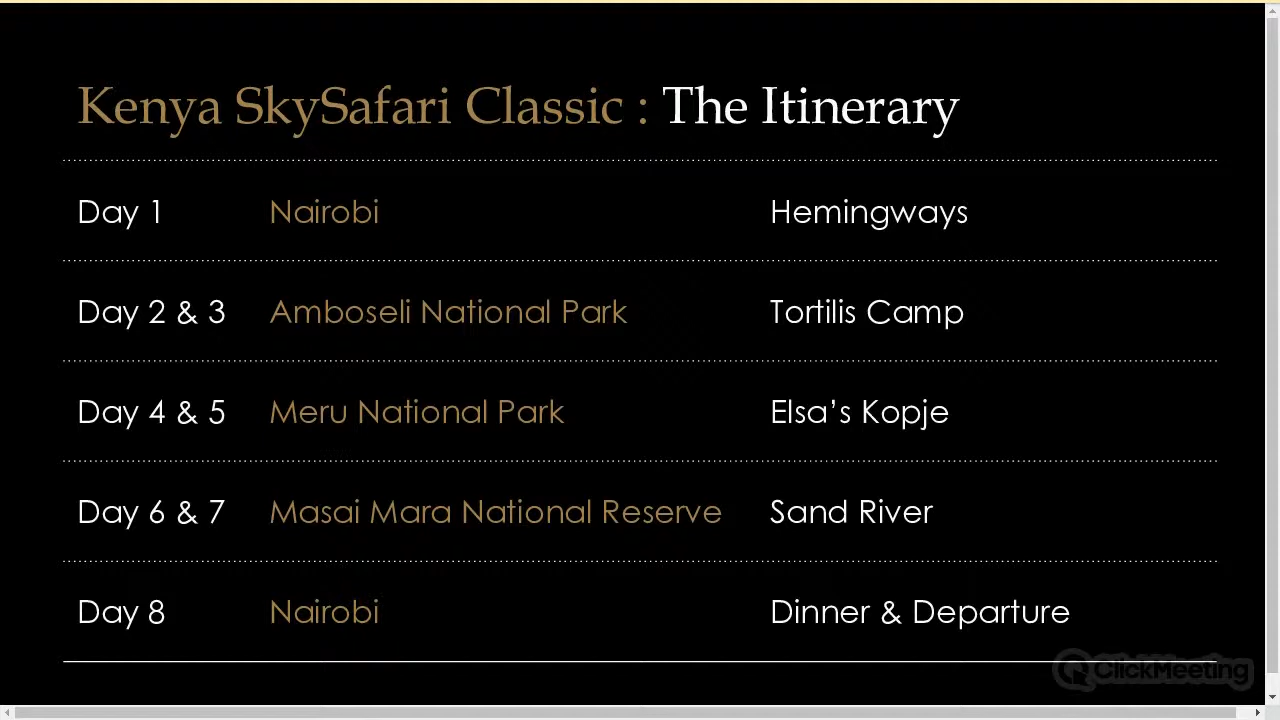 Kenya SkySafari Classic : The Itinerary
Day 1 Nairobi Hemingways
Day 2 & 3 Amboseli National Park Tortilis Camp
Day 4 & 5 Meru National Park Elsa’s Kopje
Day 6 & 7 Masai Mara National Reserve Sand River
Day 8 Nairobi Dinner & Departure
ClickMeeting